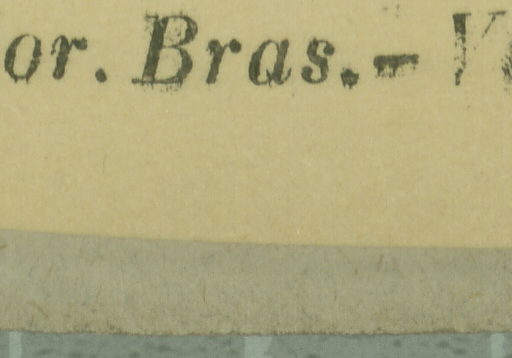 or. Bras.-